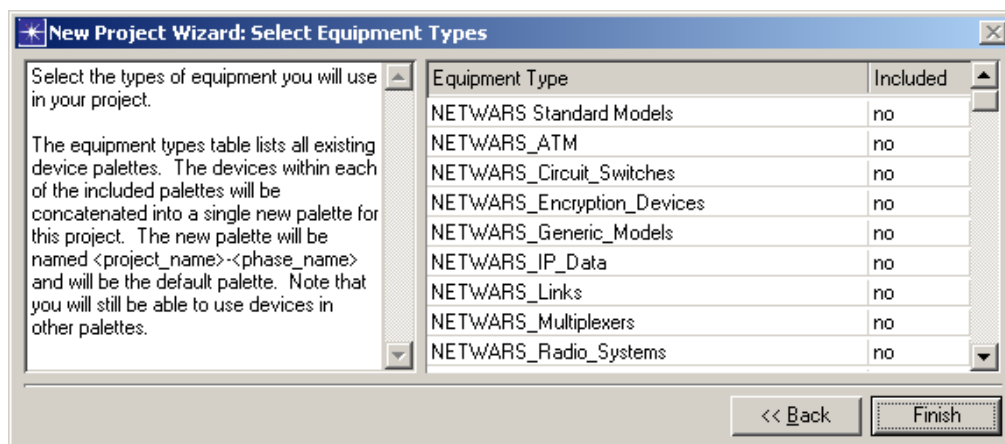 New Project Wizard: Select Equipment Types
Select the types of equipment you will use
in your project.
The equipment types table lists all existing
device palettes.  The devices within each
of the included palettes will be
concatenated into a single new palette for
this project.  The new palette will be
named <project_name>-<phase_name>
and will be the default palette.  Note that
you will still be able to use devices in
other palettes.
Equipment Type Included
NETWARS Standard Models no
NETWARS_ATM no
NETWARS_Circuit_Switches no
NETWARS_Encryption_Devices no
NETWARS_Generic_Models no
NETWARS_IP_Data no
NETWARS_Links no
NETWARS_Multiplexers no
NETWARS_Radio_Systems no
<< Back Finish